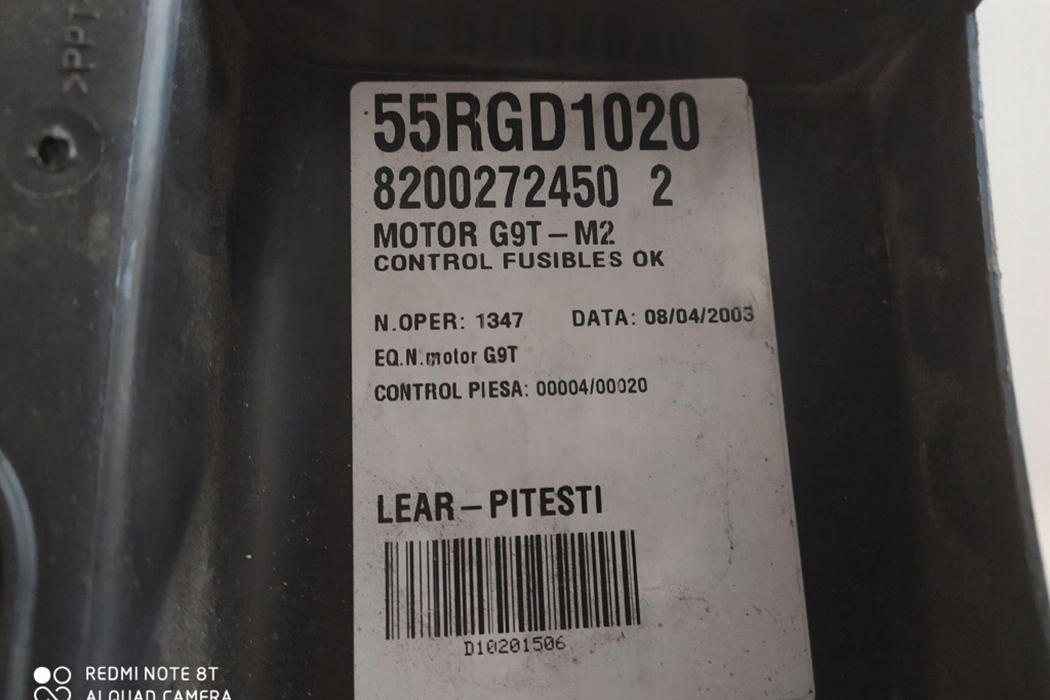 >PP
55RGD1020
8200272450 2
MOTOR G9T – M2
CONTROL FUSIBLES OK
N.OPER: 1347 DATA: 08/04/2003
EQ.N.motor G9T
CONTROL PIESA: 00004/00020
LEAR – PITESTI
D10201506
REDMI NOTE 8T
AI QUAD CAMERA